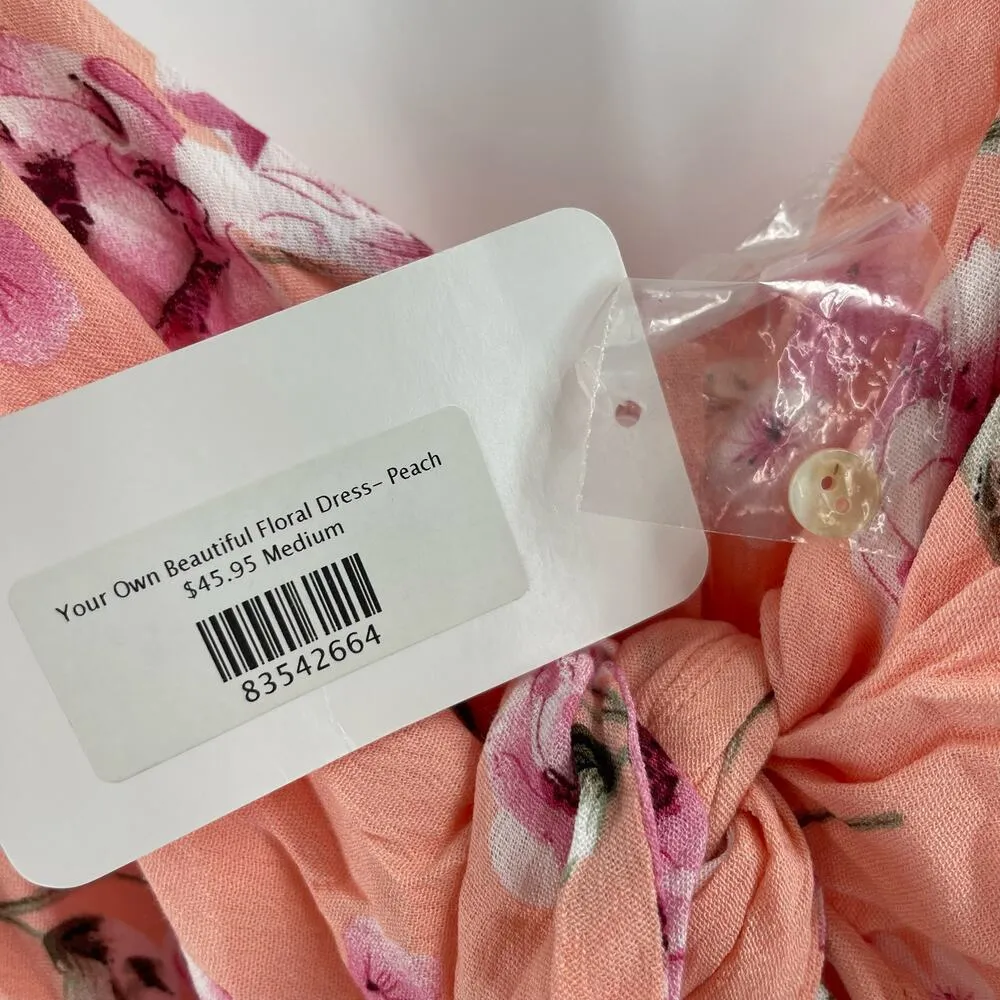 Your Own Beautiful Floral Dress- Peach
$45.95 Medium
83542664